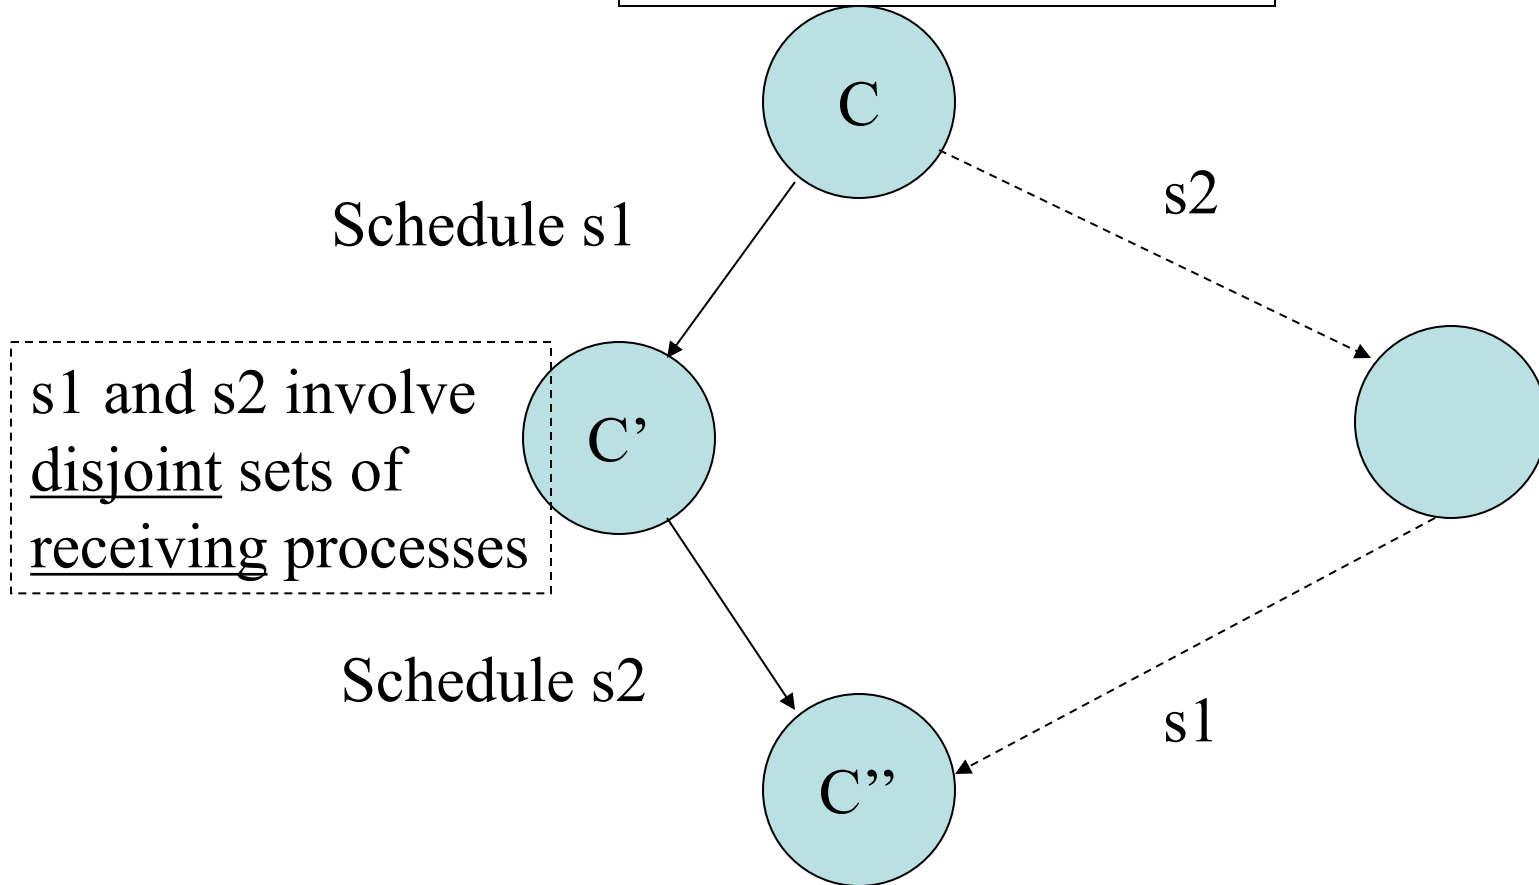 C
s2
Schedule s1
s1 and s2 involve
disjoint sets of
receiving processes
C’
Schedule s2
s1
C’’